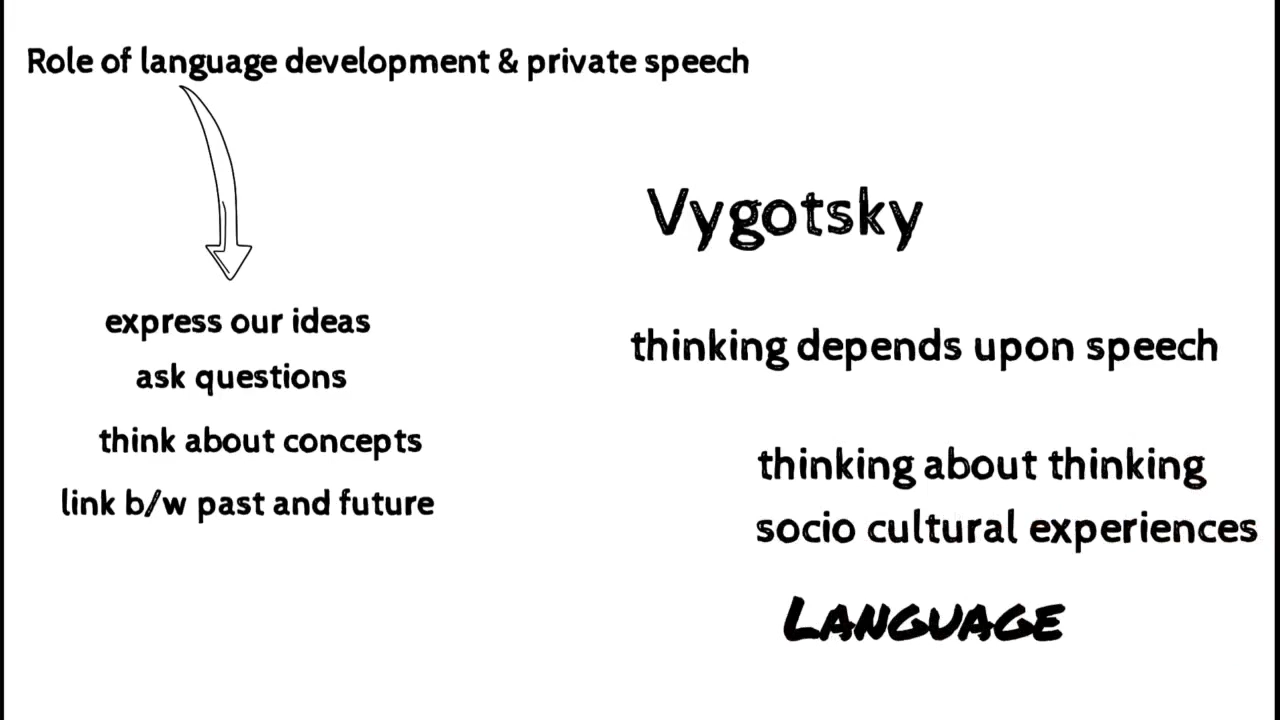 Role of language development & private speech
express our ideas
ask questions
think about concepts
link b/w past and future
Vygotsky
thinking depends upon speech
thinking about thinking
socio cultural experiences
LANGUAGE